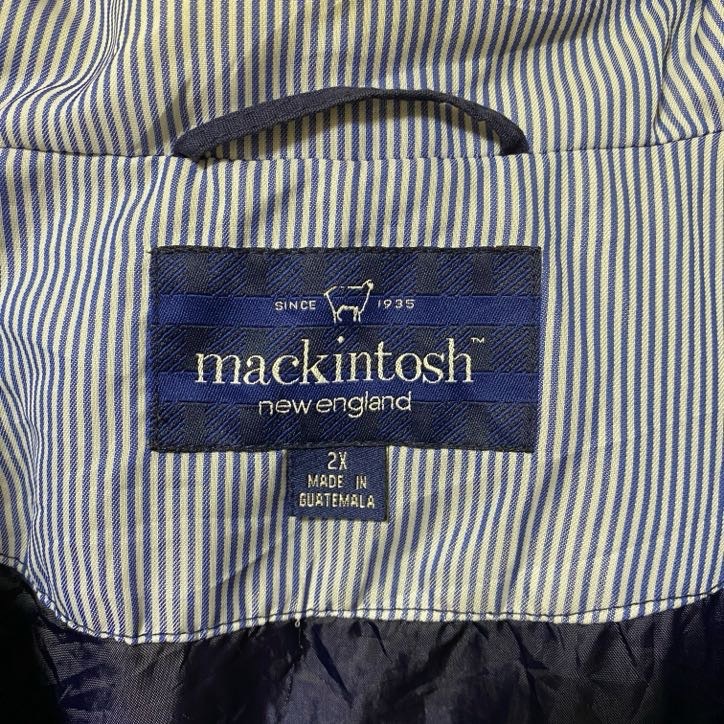 SINCE 1935
mackintosh™
new england
2X
MADE IN
GUATEMALA